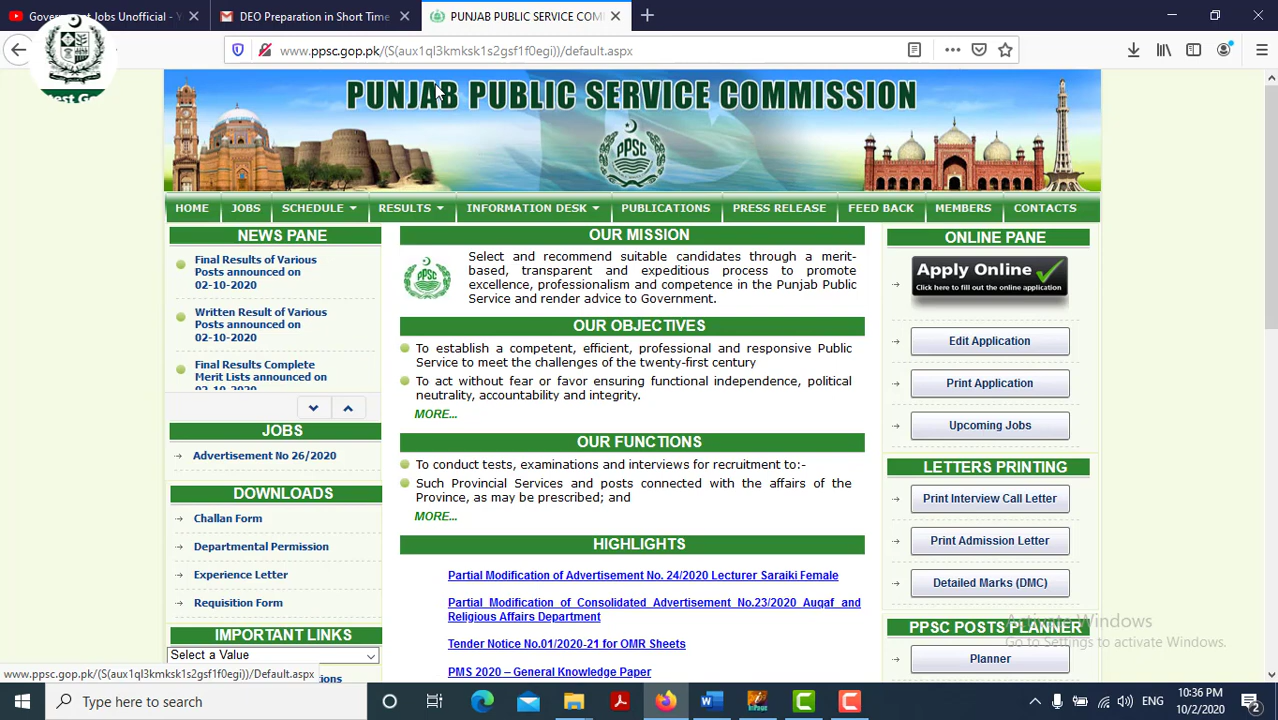 Government Jobs Unofficial - Yo
DEO Preparation in Short Time
PUNJAB PUBLIC SERVICE COMM
www.ppsc.gop.pk/(S(aux1ql3kmksk1s2gsf1f0egi))/default.aspx
PUNJAB PUBLIC SERVICE COMMISSION
PPSC
HOME JOBS SCHEDULE RESULTS INFORMATION DESK PUBLICATIONS PRESS RELEASE FEED BACK MEMBERS CONTACTS
NEWS PANE
Final Results of Various
Posts announced on
02-10-2020
Written Result of Various
Posts announced on
02-10-2020
Final Results Complete
Merit Lists announced on
02-10-2020
JOBS
Advertisement No 26/2020
DOWNLOADS
Challan Form
Departmental Permission
Experience Letter
Requisition Form
IMPORTANT LINKS
Select a Value
OUR MISSION
Select and recommend suitable candidates through a merit-
based, transparent and expeditious process to promote
excellence, professionalism and competence in the Punjab Public
Service and render advice to Government.
OUR OBJECTIVES
To establish a competent, efficient, professional and responsive Public
Service to meet the challenges of the twenty-first century
To act without fear or favor ensuring functional independence, political
neutrality, accountability and integrity.
MORE...
OUR FUNCTIONS
To conduct tests, examinations and interviews for recruitment to:-
Such Provincial Services and posts connected with the affairs of the
Province, as may be prescribed; and
MORE...
HIGHLIGHTS
Partial Modification of Advertisement No. 24/2020 Lecturer Saraiki Female
Partial Modification of Consolidated Advertisement No.23/2020 Auqaf and
Religious Affairs Department
Tender Notice No.01/2020-21 for OMR Sheets
PMS 2020 – General Knowledge Paper
ONLINE PANE
Apply Online
Click here to fill out the online application
Edit Application
Print Application
Upcoming Jobs
LETTERS PRINTING
Print Interview Call Letter
Print Admission Letter
Detailed Marks (DMC)
PPSC POSTS PLANNER
Planner
Activate Windows
Go to Settings to activate Windows.
www.ppsc.gop.pk/(S(aux1ql3kmksk1s2gsf1f0egi))/Default.aspx
Type here to search
ENG
10:36 PM
10/2/2020
2